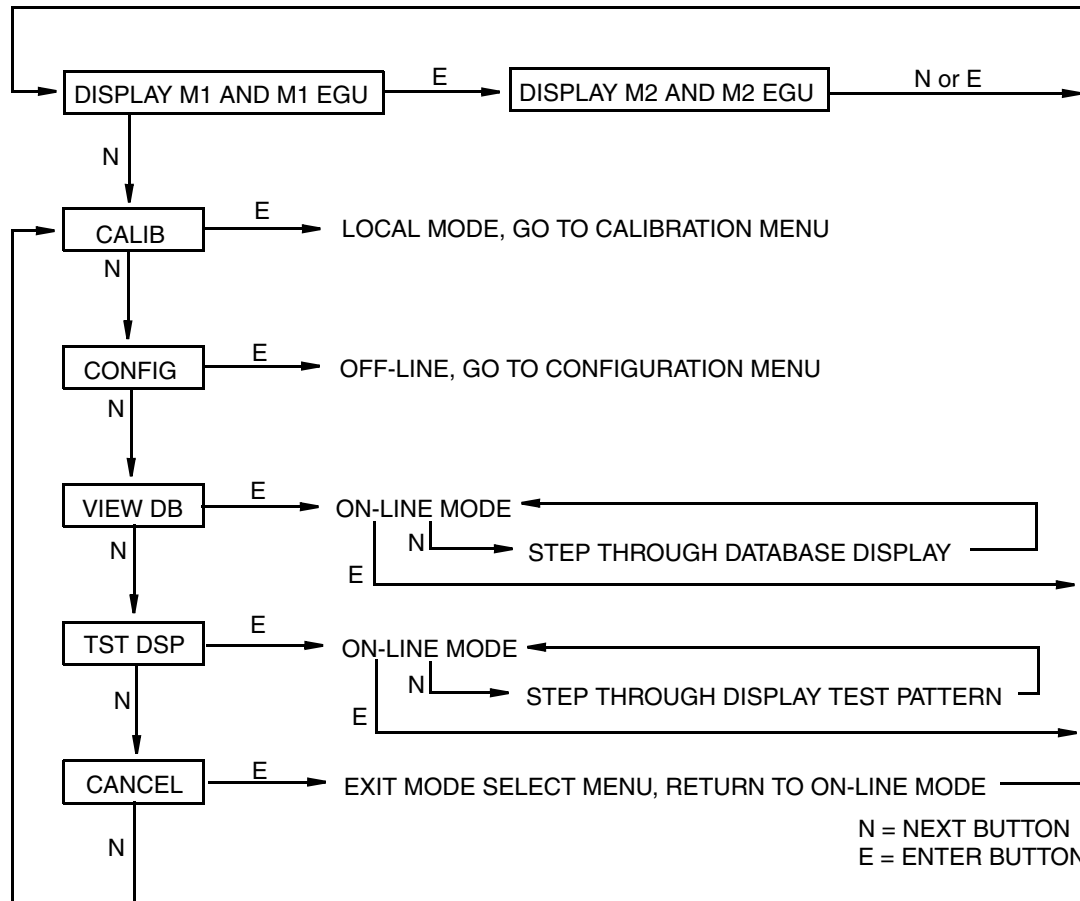 DISPLAY M1 AND M1 EGU
E
DISPLAY M2 AND M2 EGU
N or E
N
CALIB
E
LOCAL MODE, GO TO CALIBRATION MENU
N
CONFIG
E
OFF-LINE, GO TO CONFIGURATION MENU
N
VIEW DB
E
ON-LINE MODE
N
STEP THROUGH DATABASE DISPLAY
E
N
TST DSP
E
ON-LINE MODE
N
STEP THROUGH DISPLAY TEST PATTERN
E
N
CANCEL
E
EXIT MODE SELECT MENU, RETURN TO ON-LINE MODE
N
N = NEXT BUTTON
E = ENTER BUTTON